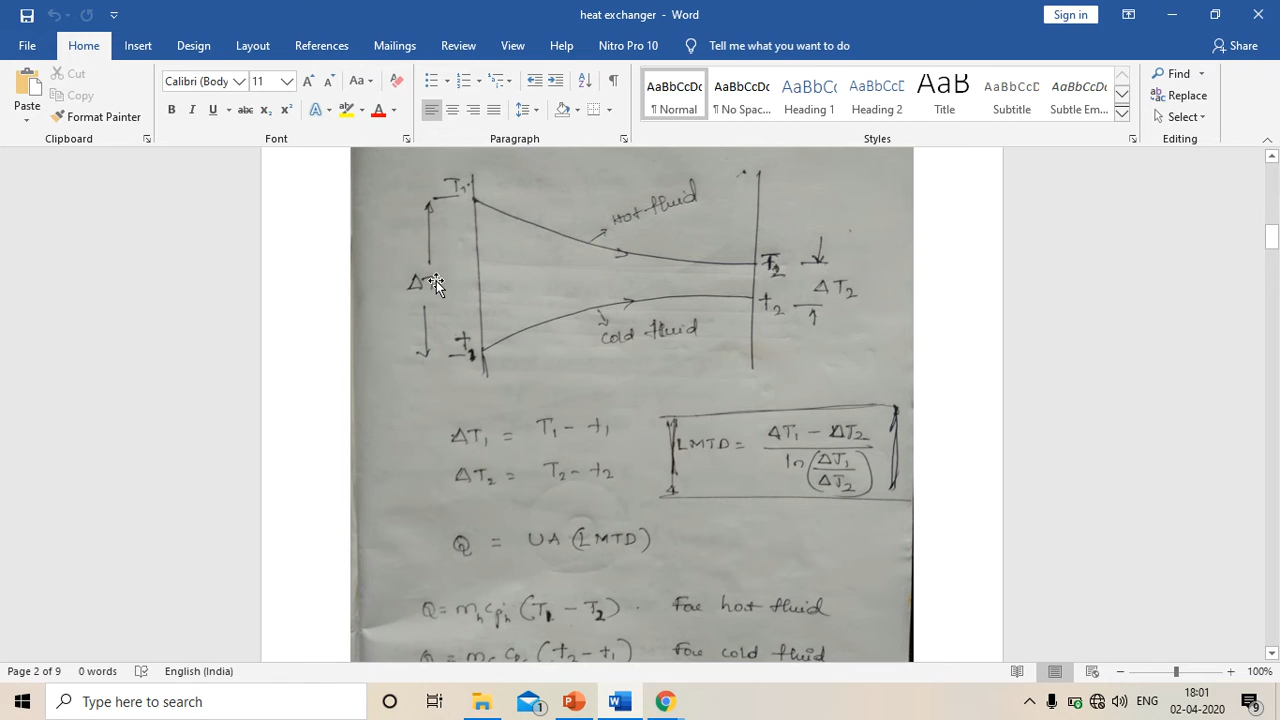 heat exchanger - Word
Sign in
File Home Insert Design Layout References Mailings Review View Help Nitro Pro 10 Tell me what you want to do Share
Paste
Cut
Copy
Format Painter
Clipboard
Calibri (Body 11
Font
Paragraph
AaBbCcDc AaBbCcDc AaBbCc AaBbCcD AaB AaBbCcD AaBbCcDc
¶ Normal ¶ No Spac... Heading 1 Heading 2 Title Subtitle Subtle Em...
Styles
Find
Replace
Select
Editing
T₁
Hot fluid
T₂
ΔT₂
t₂
cold fluid
t₁
ΔT₁ = T₁ - t₁
ΔT₂ = T₂ - t₂
LMTD = ΔT₁ - ΔT₂
ln(ΔT₁
ΔT₂)
Q = UA (LMTD)
Q = mₕ cpₕ (T₁ - T₂) . For hot fluid
(t₂ - t₁) For cold fluid
Page 2 of 9 0 words English (India) 100%
Type here to search
1
ENG
18:01
02-04-2020
9